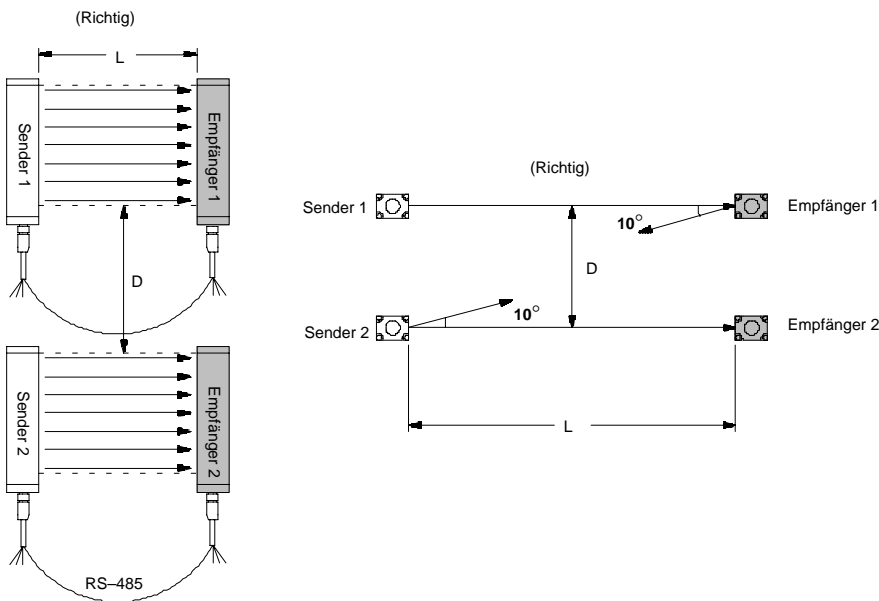 (Richtig)
L
Sender 1
Empfänger 1
D
Sender 2
Empfänger 2
RS–485
(Richtig)
Sender 1
Empfänger 1
10°
D
10°
Sender 2
Empfänger 2
L